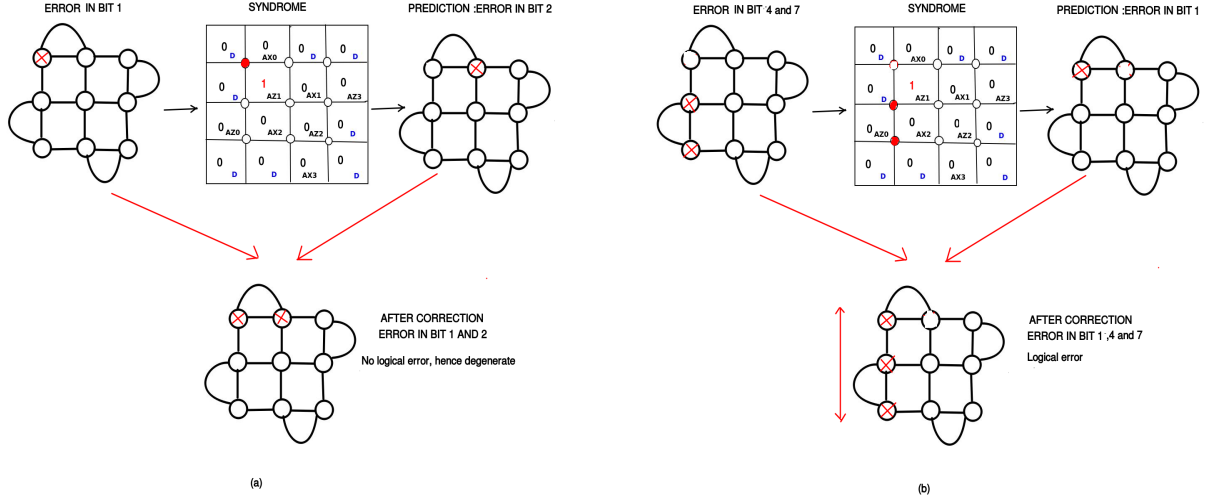 ERROR IN BIT 1
SYNDROME
PREDICTION :ERROR IN BIT 2
0 0 0 0
D AX0 D D
0 1 0 0
D AZ1 AX1 AZ3
0 0 0 0
AZ0 AX2 AZ2 D
0 0 0 0
D D AX3 D
AFTER CORRECTION
ERROR IN BIT 1 AND 2
No logical error, hence degenerate
(a)
ERROR IN BIT 4 and 7
SYNDROME
PREDICTION :ERROR IN BIT 1
0 0 0 0
D AX0 D D
0 1 0 0
D AZ1 AX1 AZ3
0 0 0 0
AZ0 AX2 AZ2 D
0 0 0 0
D D AX3 D
AFTER CORRECTION
ERROR IN BIT 1 ,4 and 7
Logical error
(b)